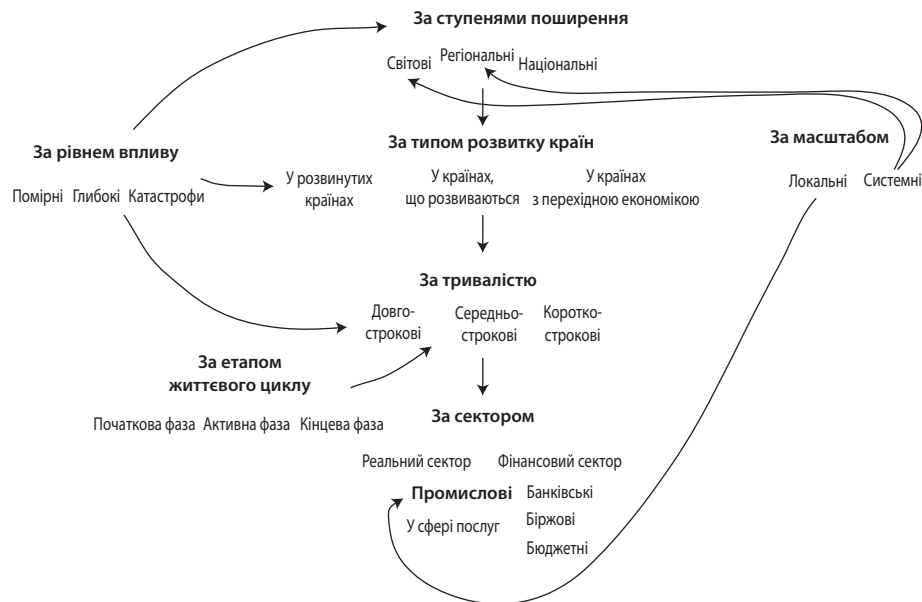 За ступенями поширення
Світові Регіональні Національні
За рівнем впливу
Помірні Глибокі Катастрофи
За типом розвитку країн
У розвинутих
країнах
У країнах,
що розвиваються
У країнах
з перехідною економікою
За масштабом
Локальні Системні
За тривалістю
Довго-
строкові
Середньо-
строкові
Коротко-
строкові
За етапом
життєвого циклу
Початкова фаза Активна фаза Кінцева фаза
За сектором
Реальний сектор Фінансовий сектор
Промислові
У сфері послуг
Банківські
Біржові
Бюджетні